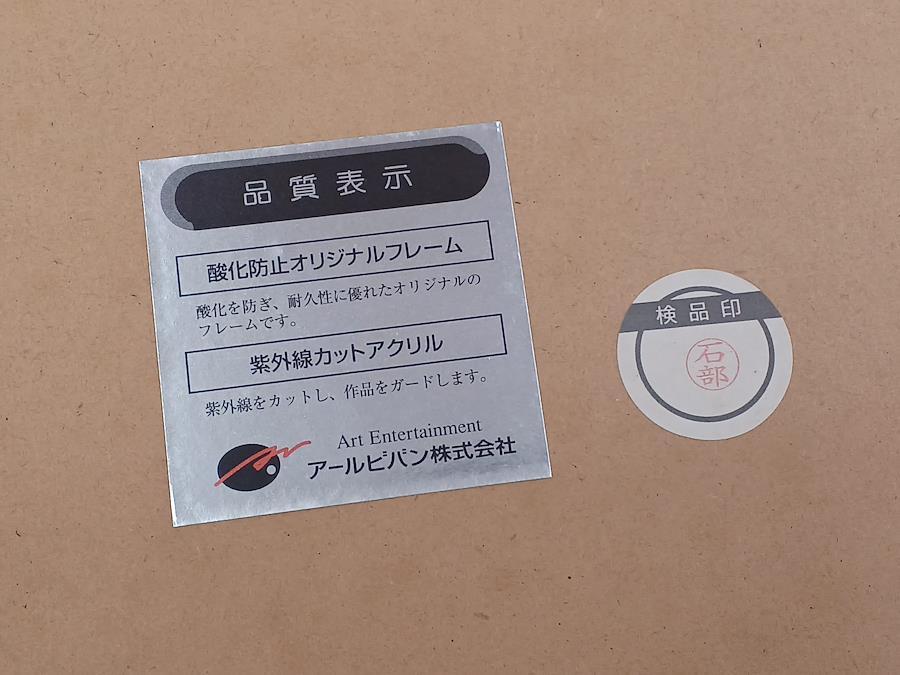 品質表示
酸化防止オリジナルフレーム
酸化を防ぎ、耐久性に優れたオリジナルの
フレームです。
紫外線カットアクリル
紫外線をカットし、作品をガードします。
Art Entertainment
アールビバン株式会社
検品印
石部